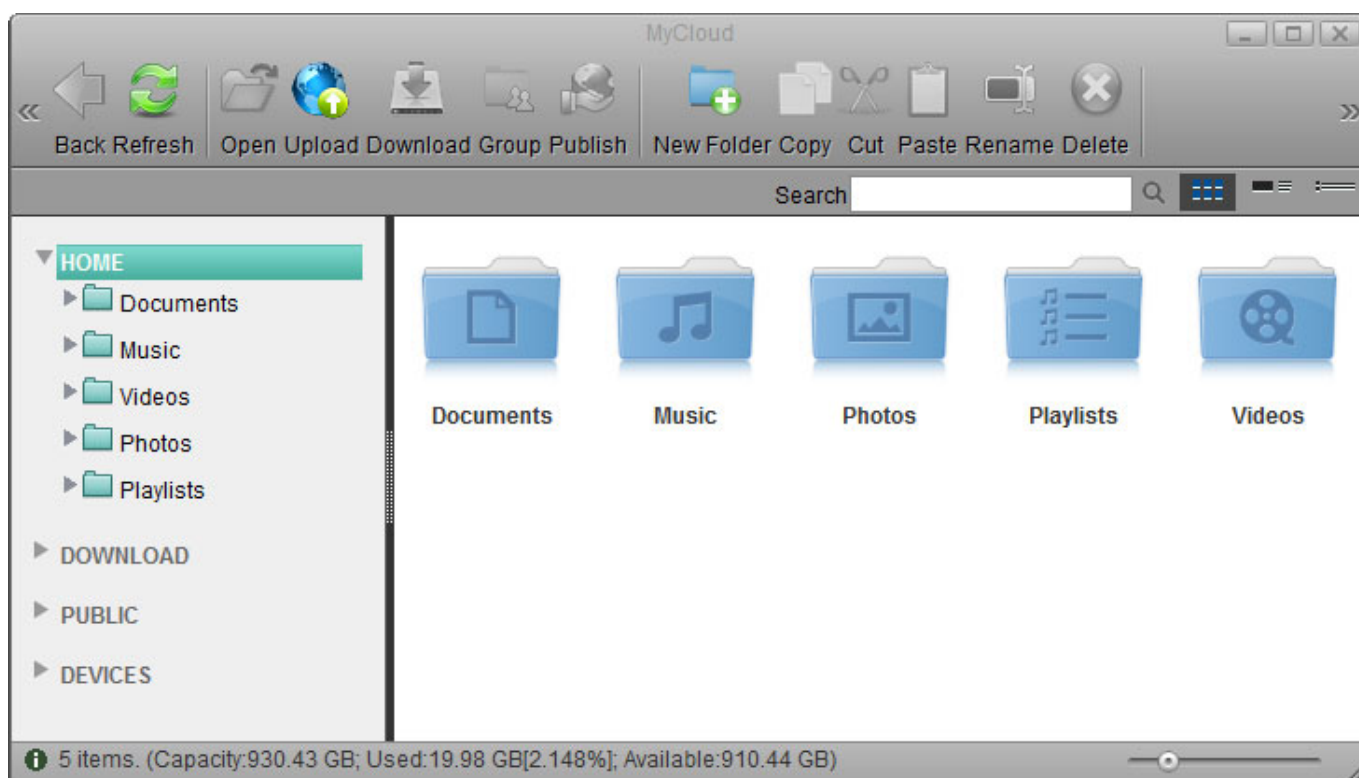 MyCloud
Back Refresh Open Upload Download Group Publish New Folder Copy Cut Paste Rename Delete
Search
HOME
Documents
Music
Videos
Photos
Playlists
DOWNLOAD
PUBLIC
DEVICES
Documents Music Photos Playlists Videos
5 items. (Capacity:930.43 GB; Used:19.98 GB[2.148%]; Available:910.44 GB)